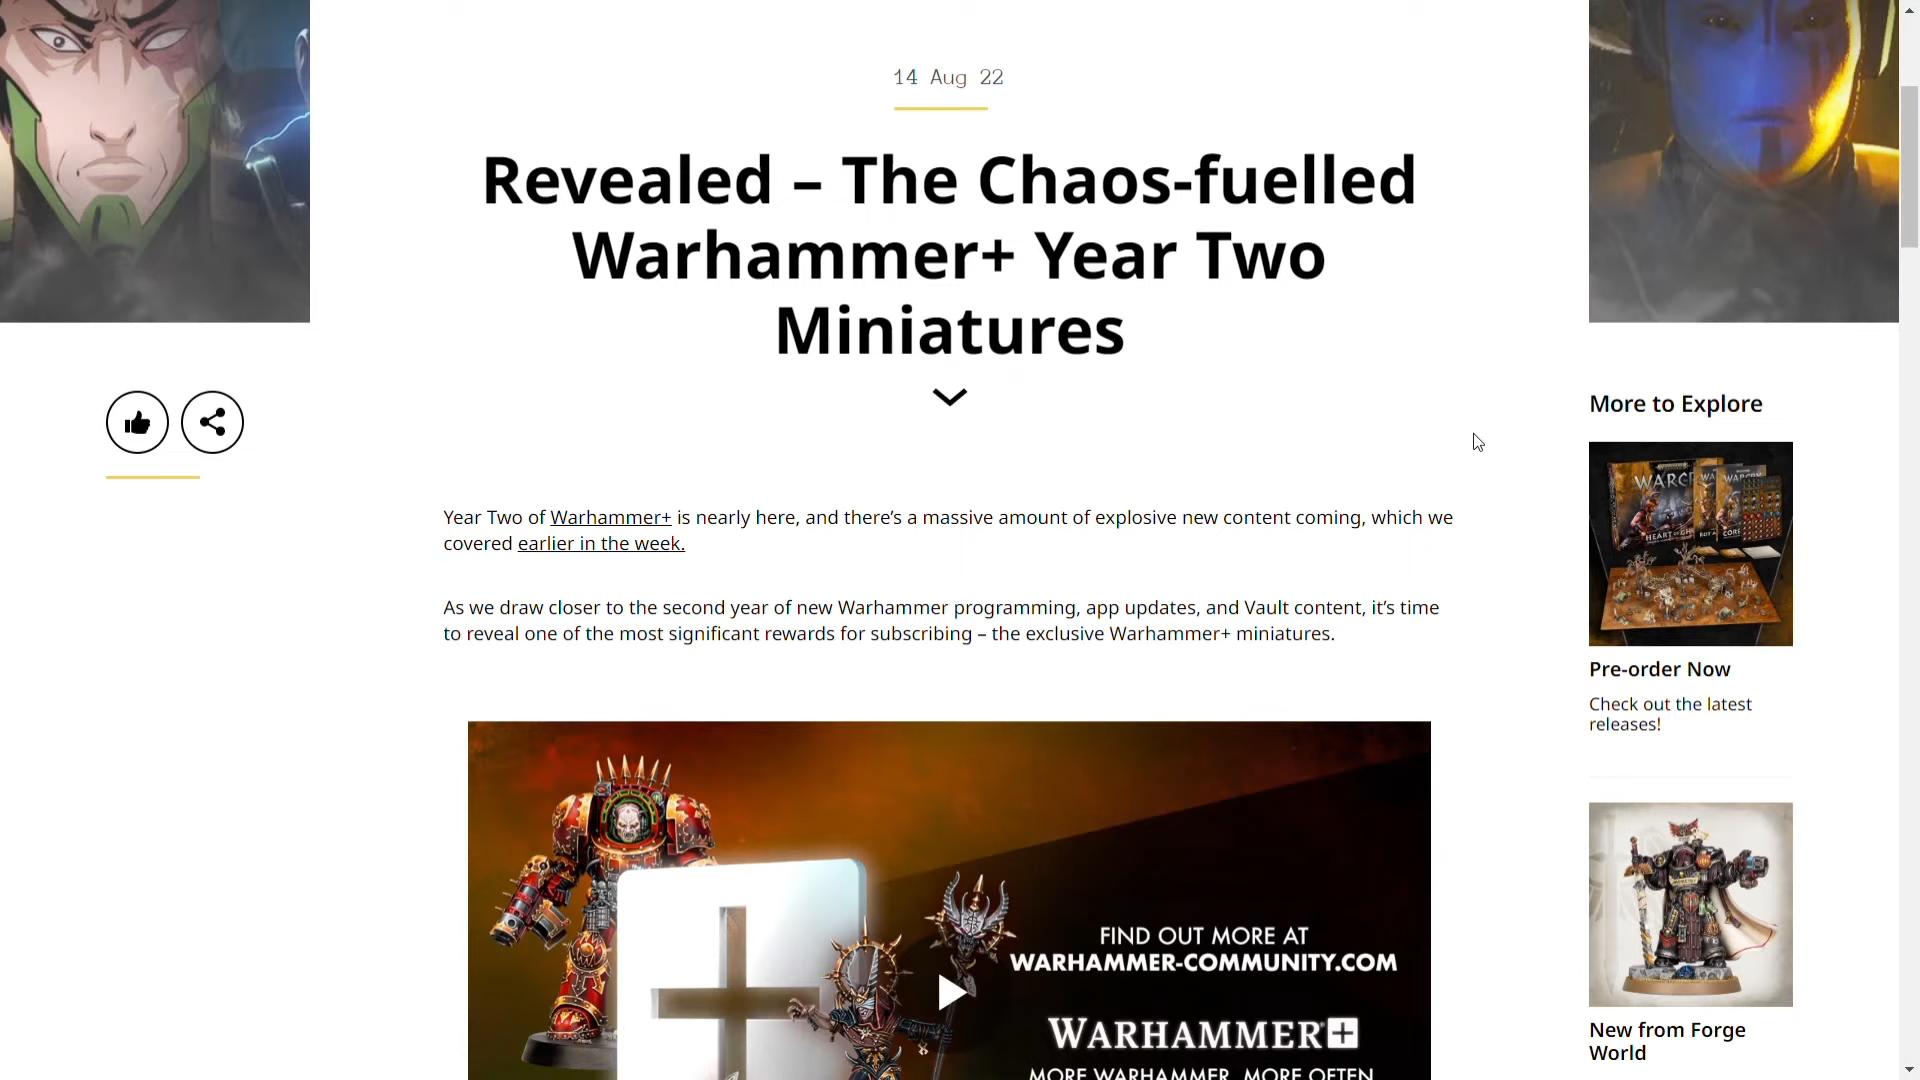 14 Aug 22
Revealed – The Chaos-fuelled
Warhammer+ Year Two
Miniatures
Year Two of Warhammer+ is nearly here, and there’s a massive amount of explosive new content coming, which we
covered earlier in the week.
As we draw closer to the second year of new Warhammer programming, app updates, and Vault content, it’s time
to reveal one of the most significant rewards for subscribing – the exclusive Warhammer+ miniatures.
FIND OUT MORE AT
WARHAMMER-COMMUNITY.COM
WARHAMMER+
MORE WARHAMMER. MORE OFTEN
More to Explore
Pre-order Now
Check out the latest
releases!
New from Forge
World